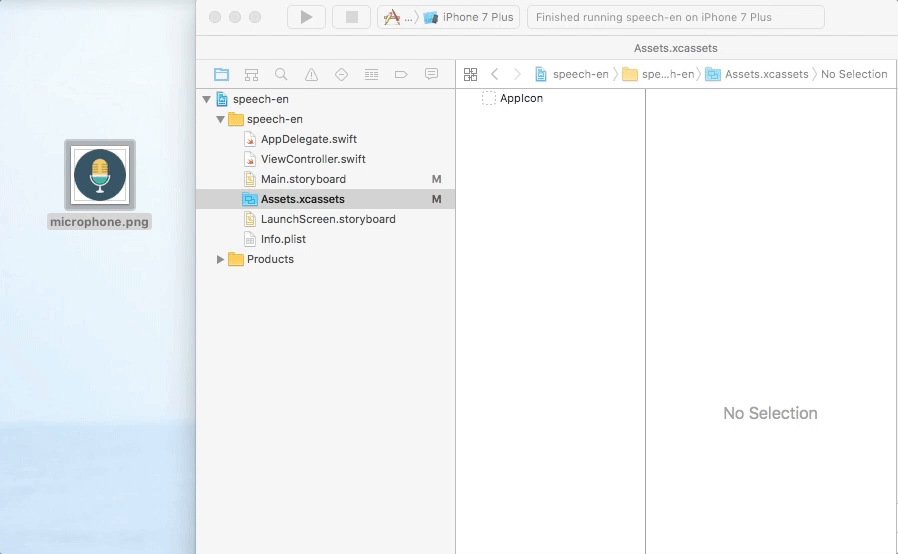 ... iPhone 7 Plus
Finished running speech-en on iPhone 7 Plus
Assets.xcassets
speech-en spe...h-en Assets.xcassets No Selection
speech-en
speech-en
AppDelegate.swift
ViewController.swift
Main.storyboard M
Assets.xcassets M
LaunchScreen.storyboard
Info.plist
Products
AppIcon
No Selection
microphone.png